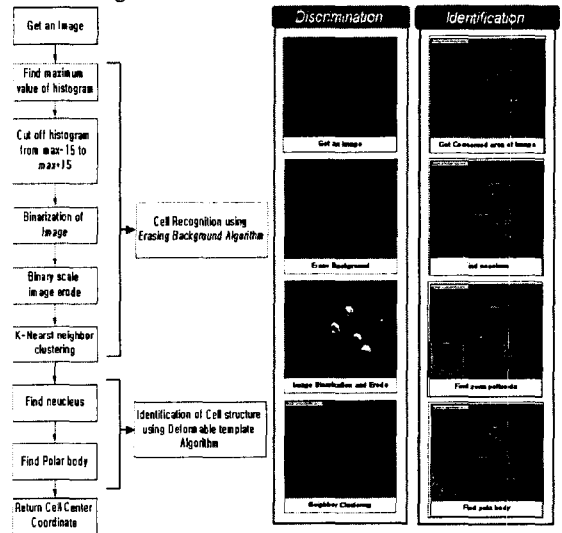 Get an Image
Find maximum
value of histogram
Cut off histogram
from max-15 to
max+15
Binarization of
Image
Binary scale
image erode
K-Nearst neighbor
clustering
Find neucleus
Find Polar body
Return Cell Center
Coordinate
Cell Recognition using
Erasing Background Algorithm
Identification of Cell structure
using Deformable template
Algorithm
Discrimination
Get an Image
Erase Background
Image Binarization and Erode
Neighbor Clustering
Identification
Get Concerned area of Image
Find zona pellucida
Find polar body